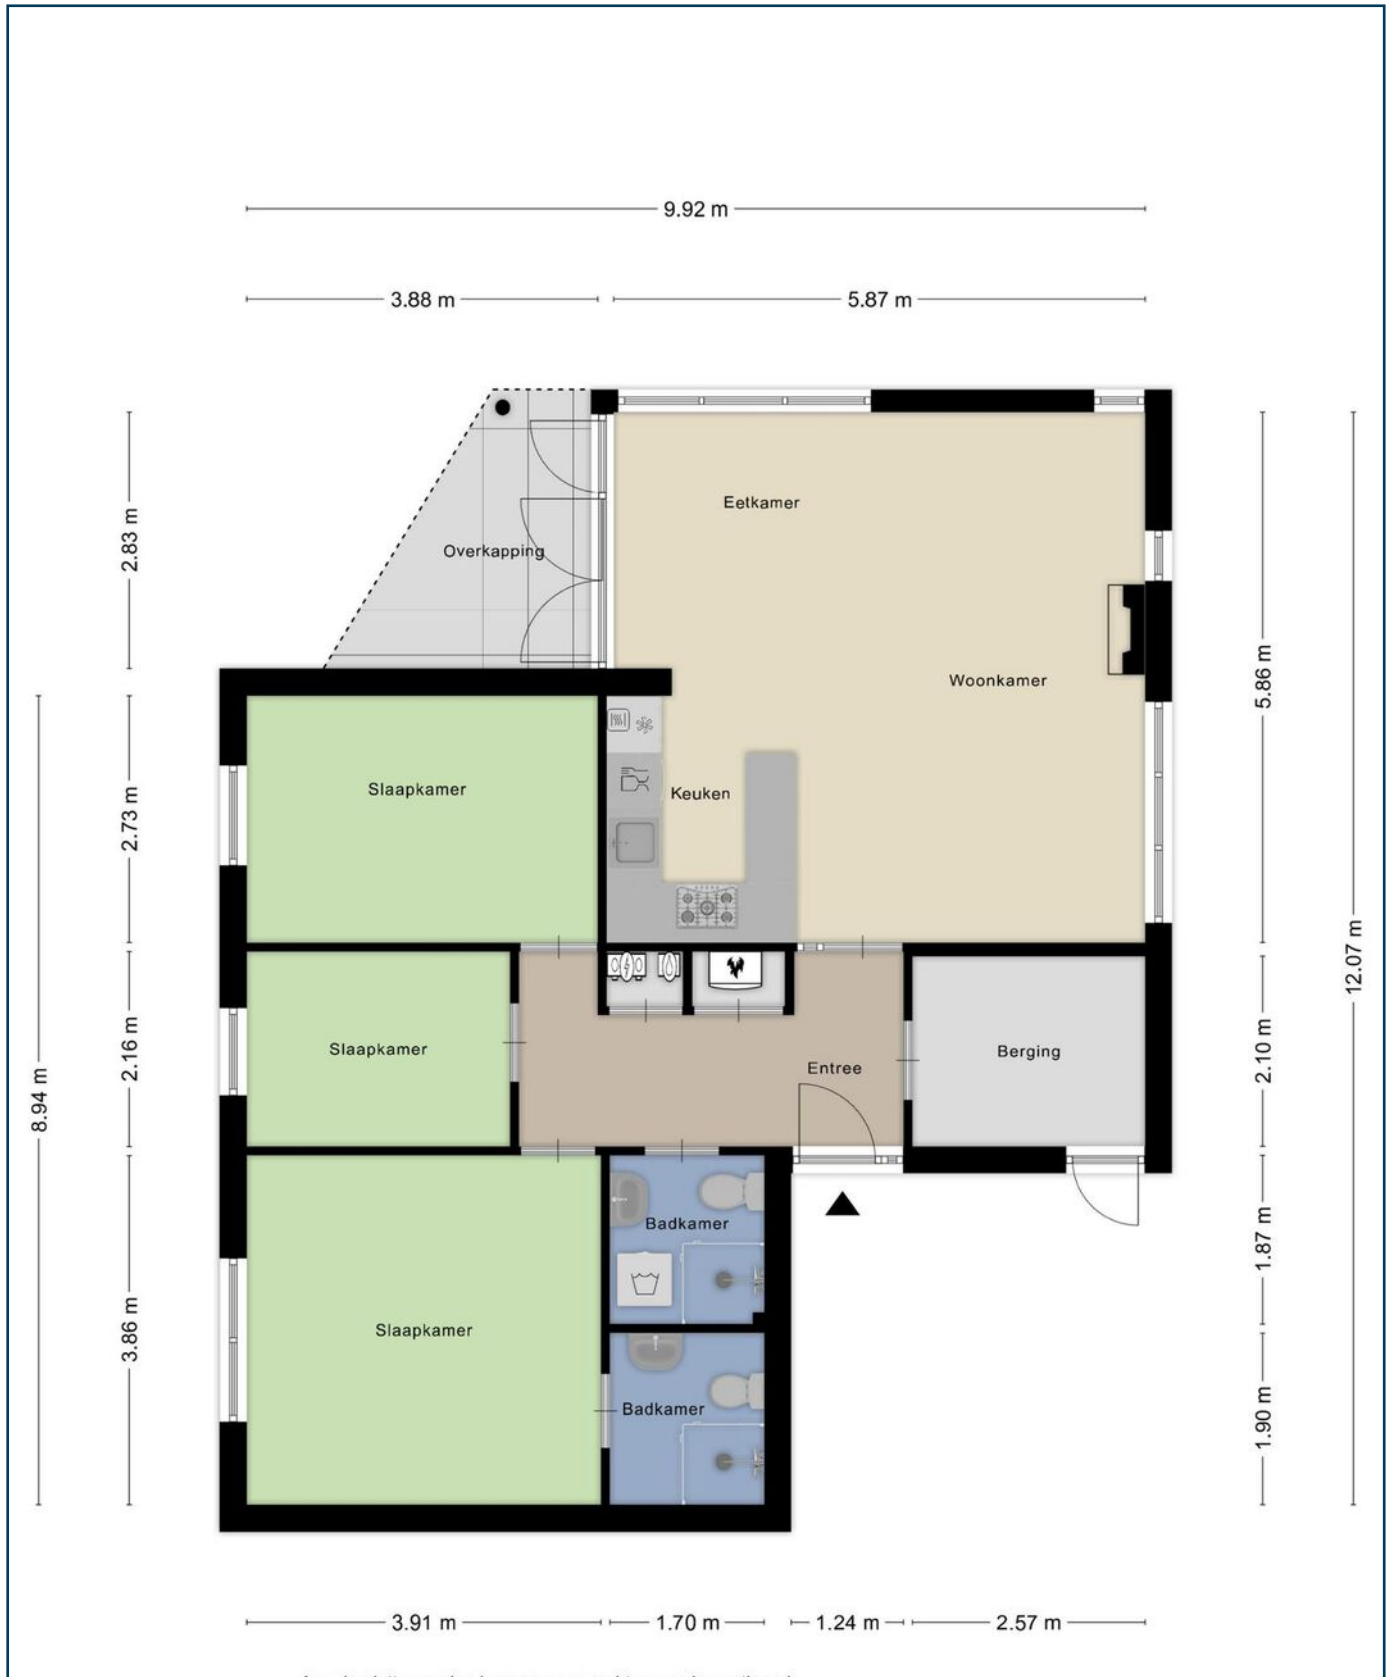 9.92 m
3.88 m
5.87 m
2.83 m
Eetkamer
Overkapping
5.86 m
Woonkamer
8.94 m
2.73 m
Slaapkamer
Keuken
12.07 m
2.16 m
Slaapkamer
Entree
Berging
2.10 m
Badkamer
1.87 m
3.86 m
Slaapkamer
Badkamer
1.90 m
3.91 m
1.70 m
1.24 m
2.57 m